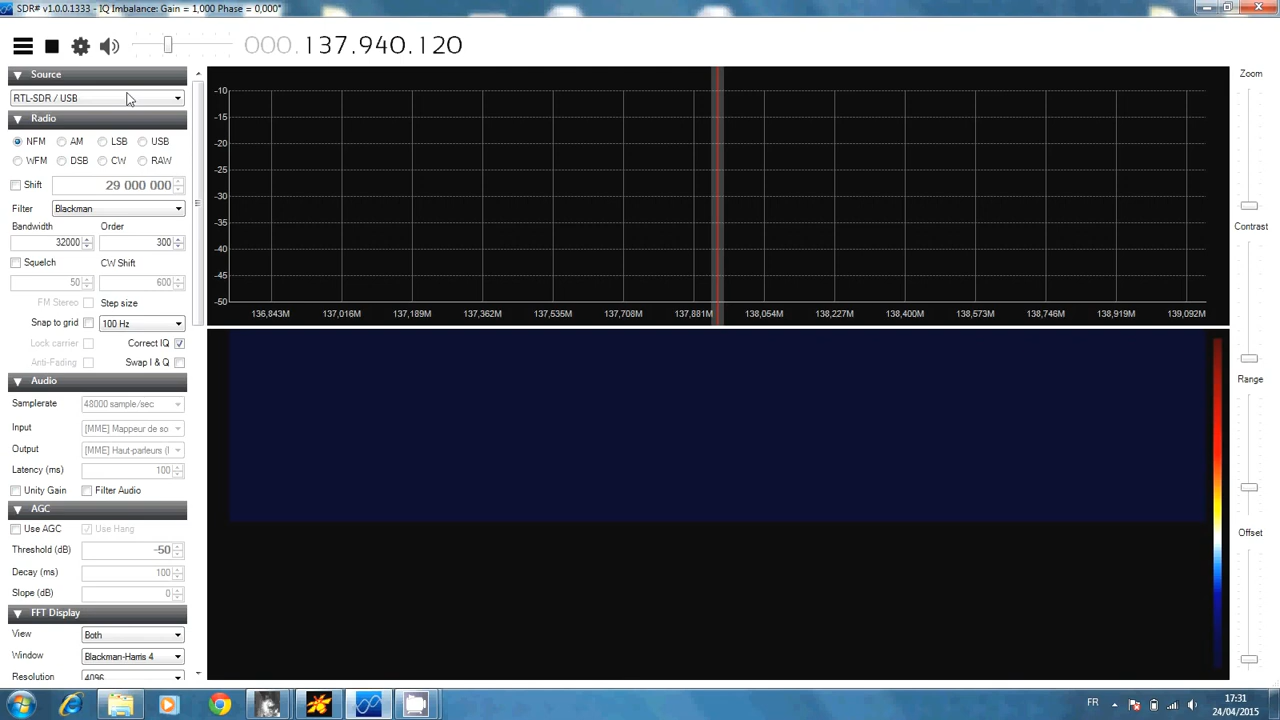 SDR# v1.0.0.1333 - IQ Imbalance: Gain = 1,000 Phase = 0,000°
000.137.940.120
Source
RTL-SDR / USB
Radio
NFM AM LSB USB
WFM DSB CW RAW
Shift 29 000 000
Filter Blackman
Bandwidth Order
32000 300
Squelch CW Shift
50 600
FM Stereo Step size
Snap to grid 100 Hz
Lock carrier Correct IQ
Anti-Fading Swap I & Q
Audio
Samplerate 48000 sample/sec
Input [MME] Mappeur de so
Output [MME] Haut-parleurs (
Latency (ms) 100
Unity Gain Filter Audio
AGC
Use AGC Use Hang
Threshold (dB) -50
Decay (ms) 100
Slope (dB) 0
FFT Display
View Both
Window Blackman-Harris 4
Resolution 4096
-10
-15
-20
-25
-30
-35
-40
-45
-50
136,843M 137,016M 137,189M 137,362M 137,535M 137,708M 137,881M 138,054M 138,227M 138,400M 138,573M 138,746M 138,919M 139,092M
Zoom
Contrast
Range
Offset
FR
17:31
24/04/2015